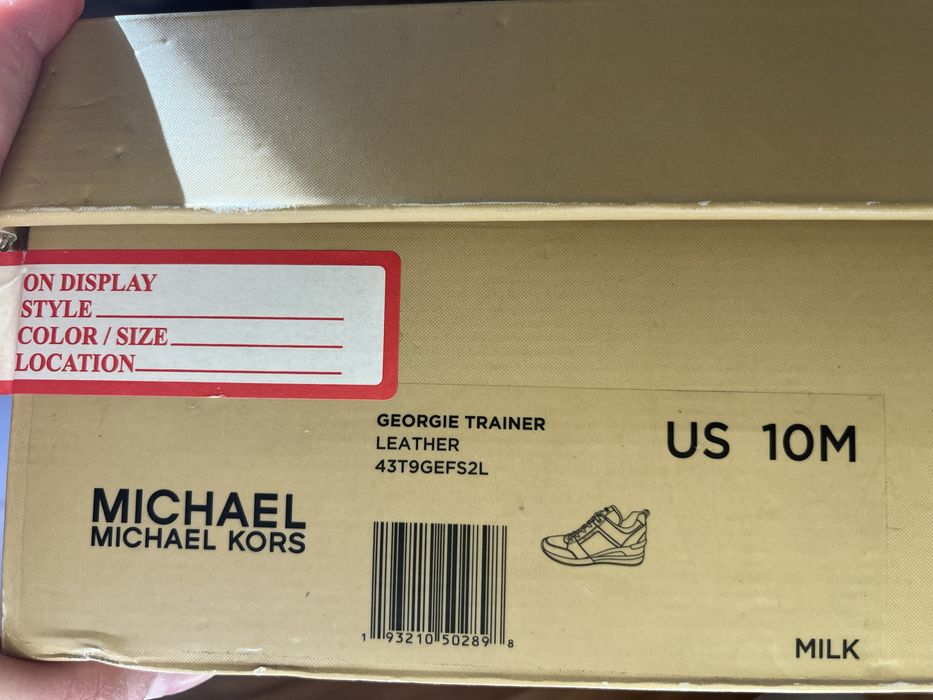 ON DISPLAY
STYLE
COLOR / SIZE
LOCATION
GEORGIE TRAINER
LEATHER
43T9GEFS2L
US 10M
MICHAEL
MICHAEL KORS
1 93210 50289 8
MILK